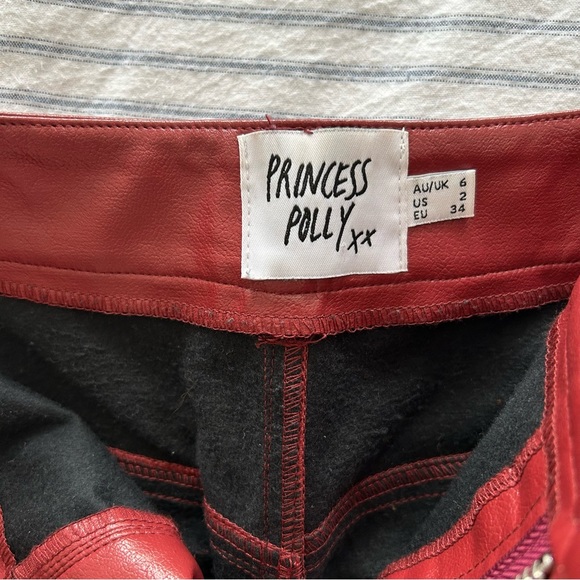 PRINCESS
POLLY xx
AU/UK 6
US 2
EU 34